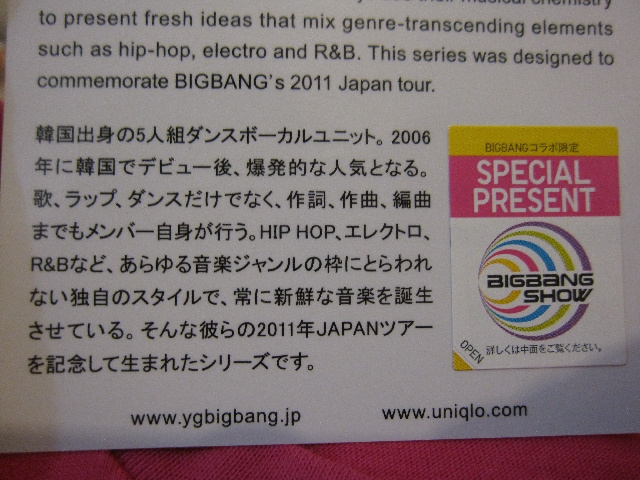 their musical chemistry
to present fresh ideas that mix genre-transcending elements
such as hip-hop, electro and R&B. This series was designed to
commemorate BIGBANG's 2011 Japan tour.
韓国出身の5人組ダンスボーカルユニット。2006
年に韓国でデビュー後、爆発的な人気となる。
歌、ラップ、ダンスだけでなく、作詞、作曲、編曲
までもメンバー自身が行う。HIP HOP、エレクトロ、
R&Bなど、あらゆる音楽ジャンルの枠にとらわれ
ない独自のスタイルで、常に新鮮な音楽を誕生
させている。そんな彼らの2011年JAPANツアー
を記念して生まれたシリーズです。
BIGBANGコラボ限定
SPECIAL
PRESENT
BIGBANG
SHOW
OPEN
詳しくは中面をご覧ください。
www.ygbigbang.jp
www.uniqlo.com